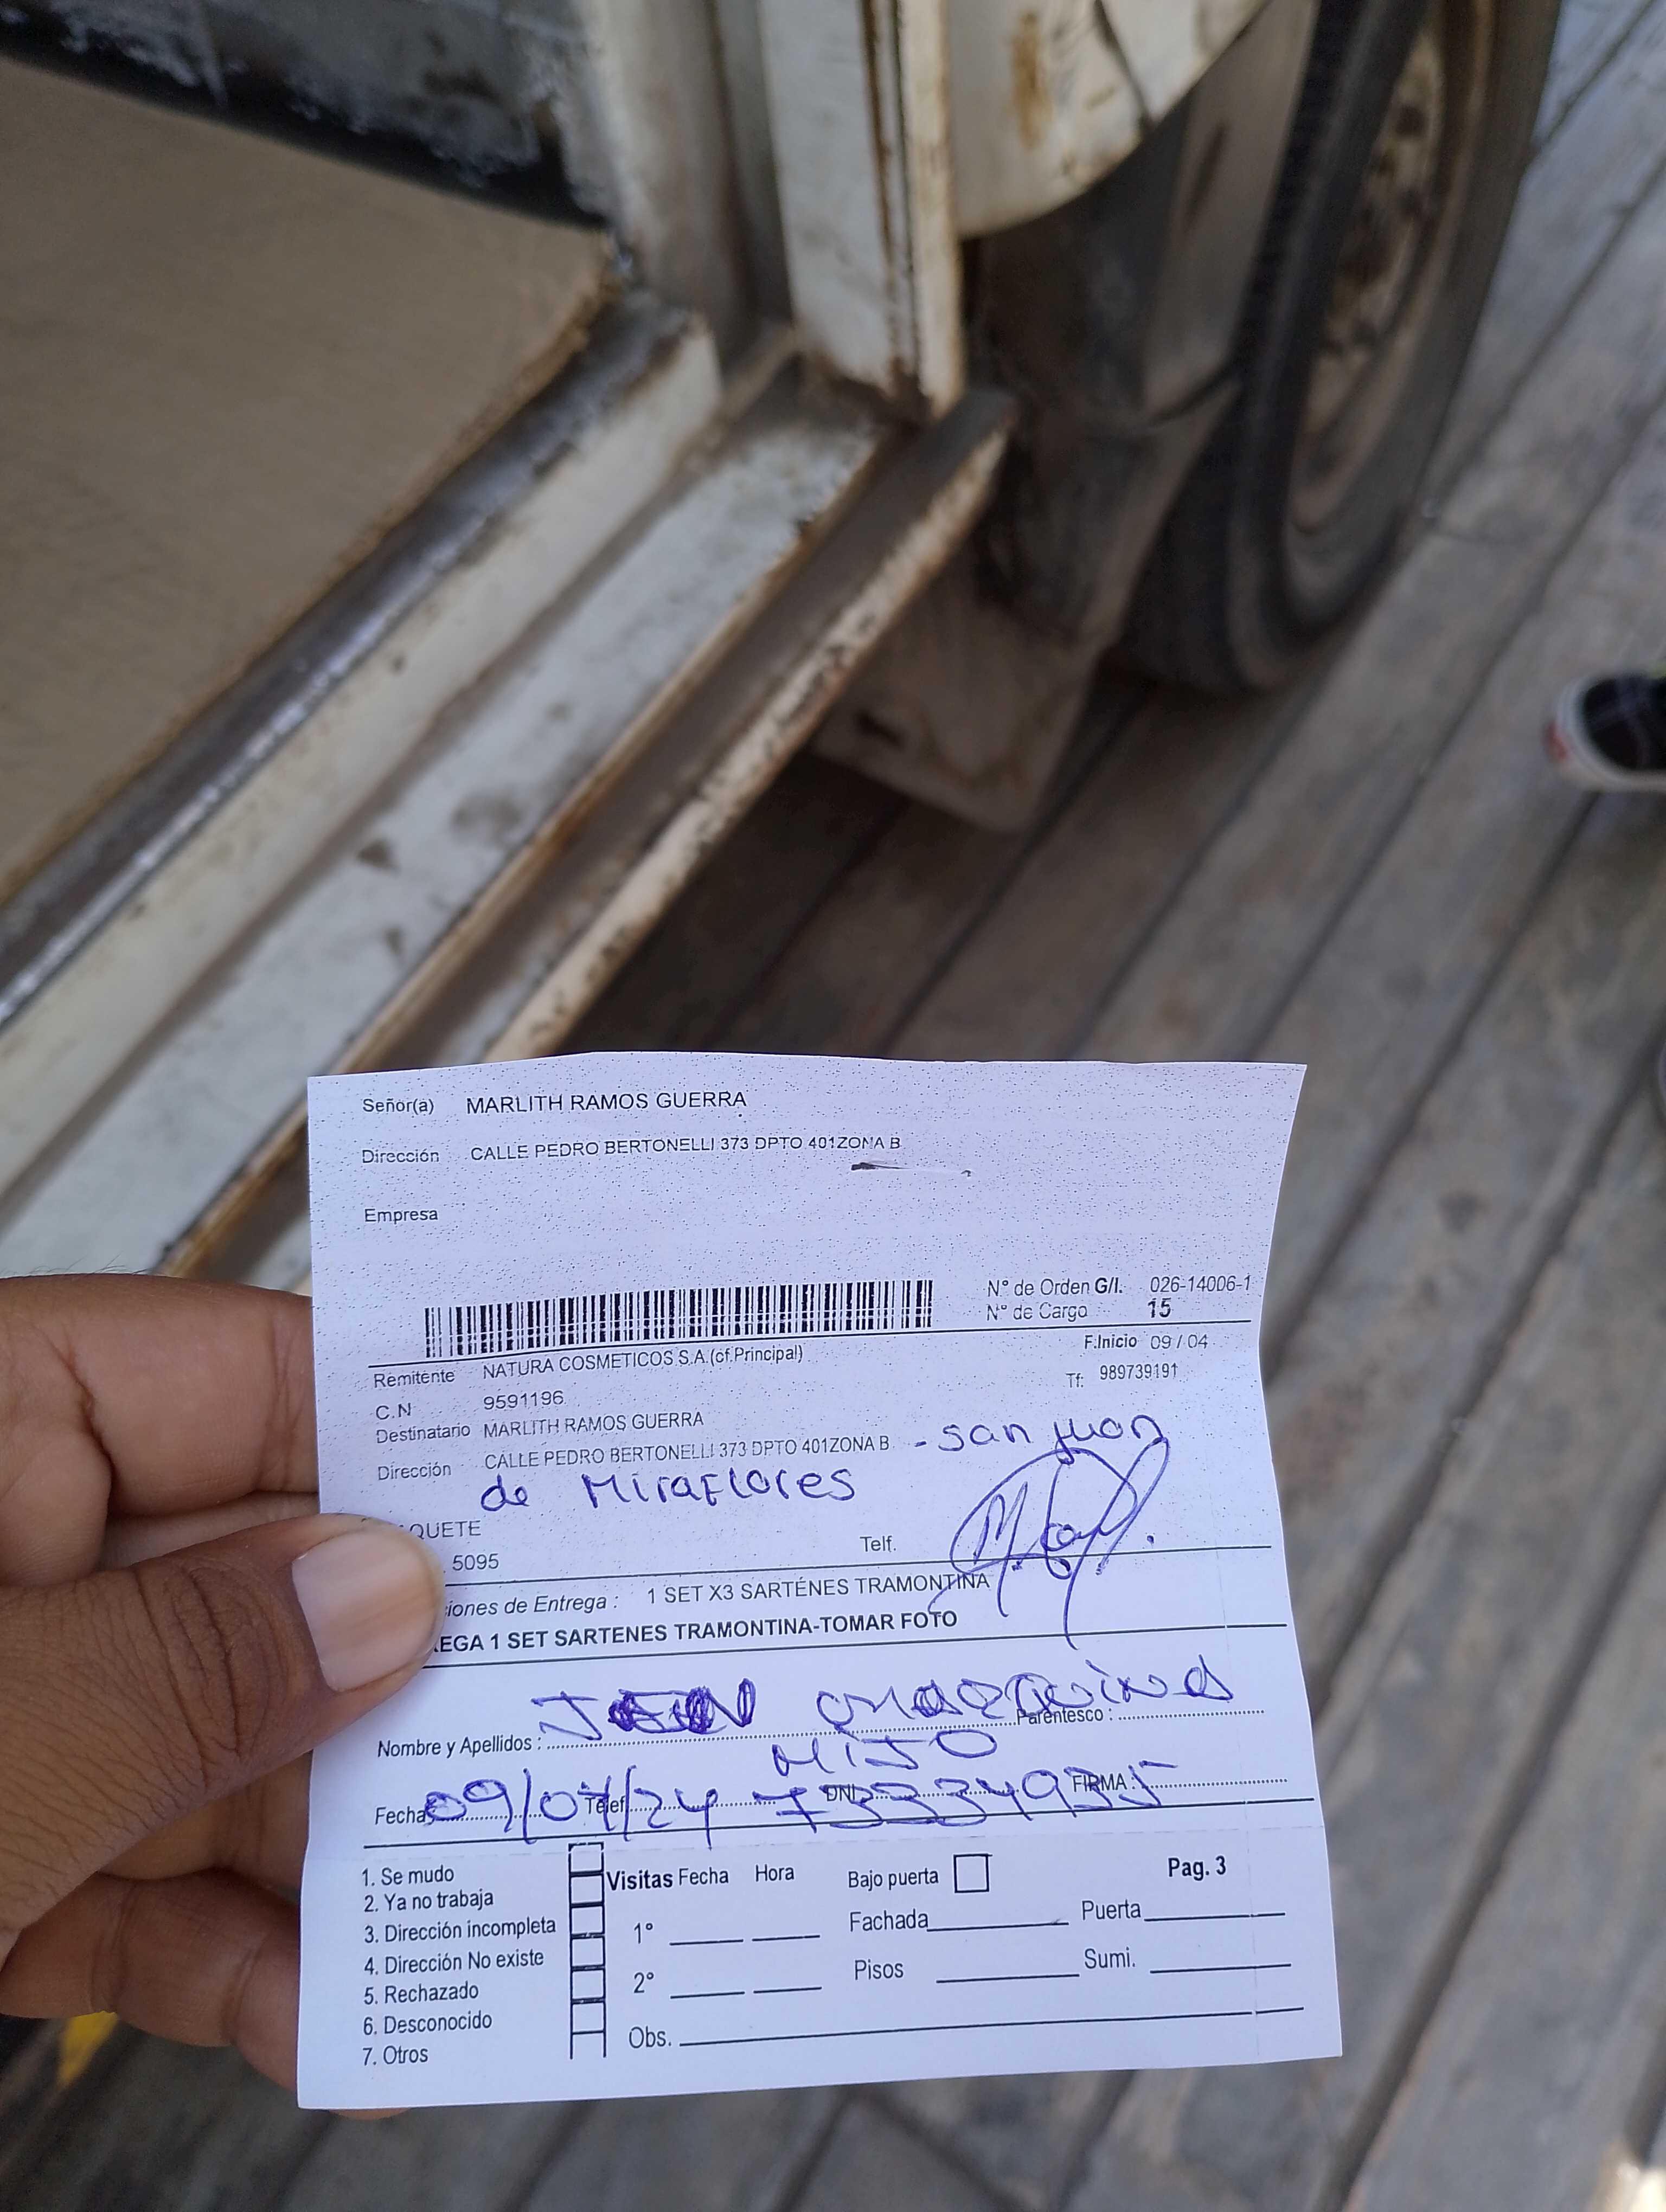 Señor(a) MARLITH RAMOS GUERRA
Dirección CALLE PEDRO BERTONELLI 373 DPTO 401ZONA B
Empresa
N° de Orden G/I. 026-14006-1
N° de Cargo 15
F.Inicio 09 / 04
Remitente NATURA COSMETICOS S.A.(cf.Principal)
Tf: 989739191
C.N 9591196
Destinatario MARLITH RAMOS GUERRA
Dirección CALLE PEDRO BERTONELLI 373 DPTO 401ZONA B - san juan
de Miraflores
QUETE
5095 Telf.
iones de Entrega : 1 SET X3 SARTÉNES TRAMONTINA
EGA 1 SET SARTENES TRAMONTINA-TOMAR FOTO
Nombre y Apellidos : JEAN Parentesco :
HIJO
Fecha 09/04/24 Telef. DNI 73334935 FIRMA :
1. Se mudo
2. Ya no trabaja
3. Dirección incompleta
4. Dirección No existe
5. Rechazado
6. Desconocido
7. Otros
Visitas Fecha Hora
1°
2°
Obs.
Bajo puerta
Pag. 3
Fachada Puerta
Pisos Sumi.